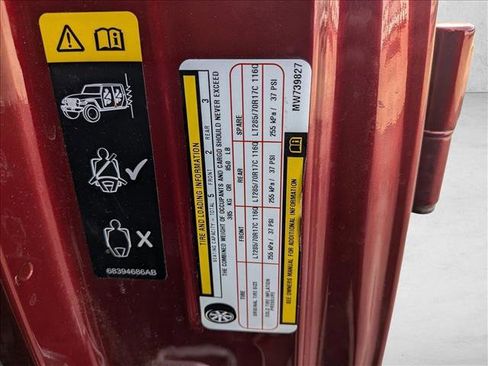 68394686AB
TIRE AND LOADING INFORMATION
SEATING CAPACITY - TOTAL 5 FRONT 2 REAR 3
THE COMBINED WEIGHT OF OCCUPANTS AND CARGO SHOULD NEVER EXCEED
385 KG OR 850 LB
TIRE FRONT REAR SPARE
ORIGINAL TIRE SIZE LT285/70R17C 116Q LT285/70R17C 116Q LT285/70R17C 116Q
COLD TIRE INFLATION PRESSURE 255 kPa / 37 PSI 255 kPa / 37 PSI 255 kPa / 37 PSI
SEE OWNERS MANUAL FOR ADDITIONAL INFORMATION
MW739827